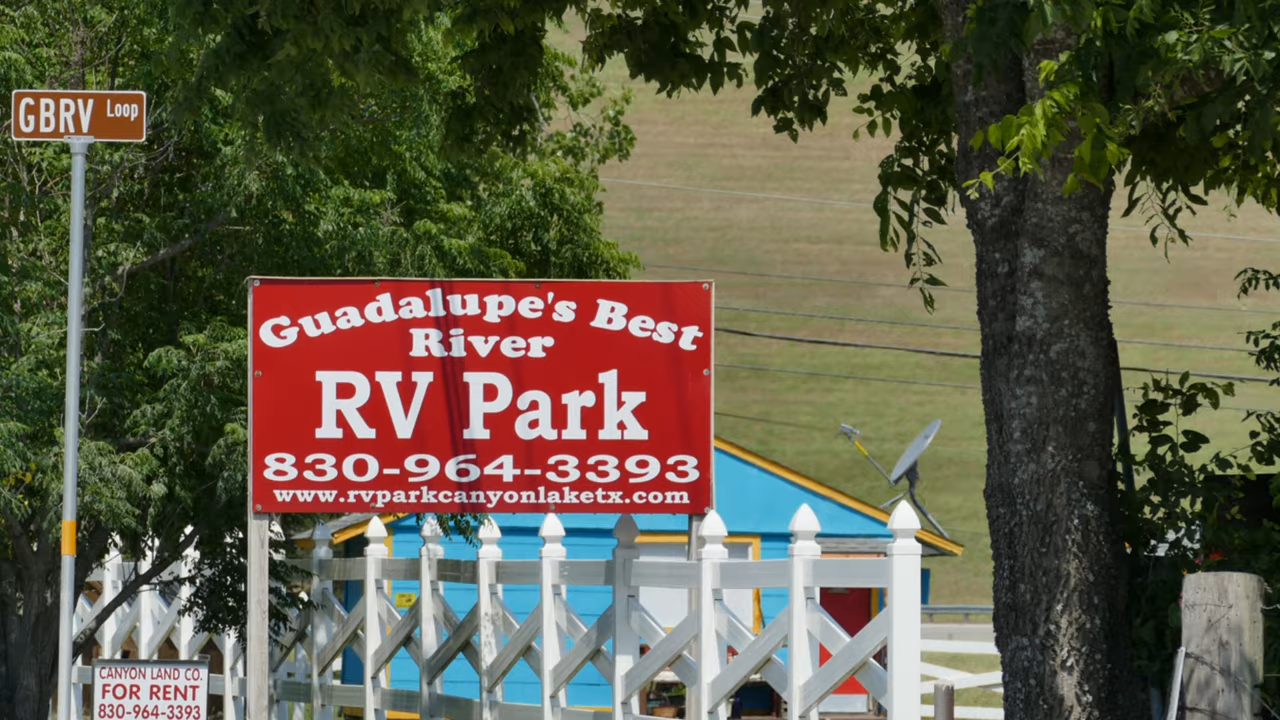 GBRV Loop
Guadalupe's Best
River
RV Park
830-964-3393
www.rvparkcanyonlaketx.com
CANYON LAND CO.
FOR RENT
830-964-3393